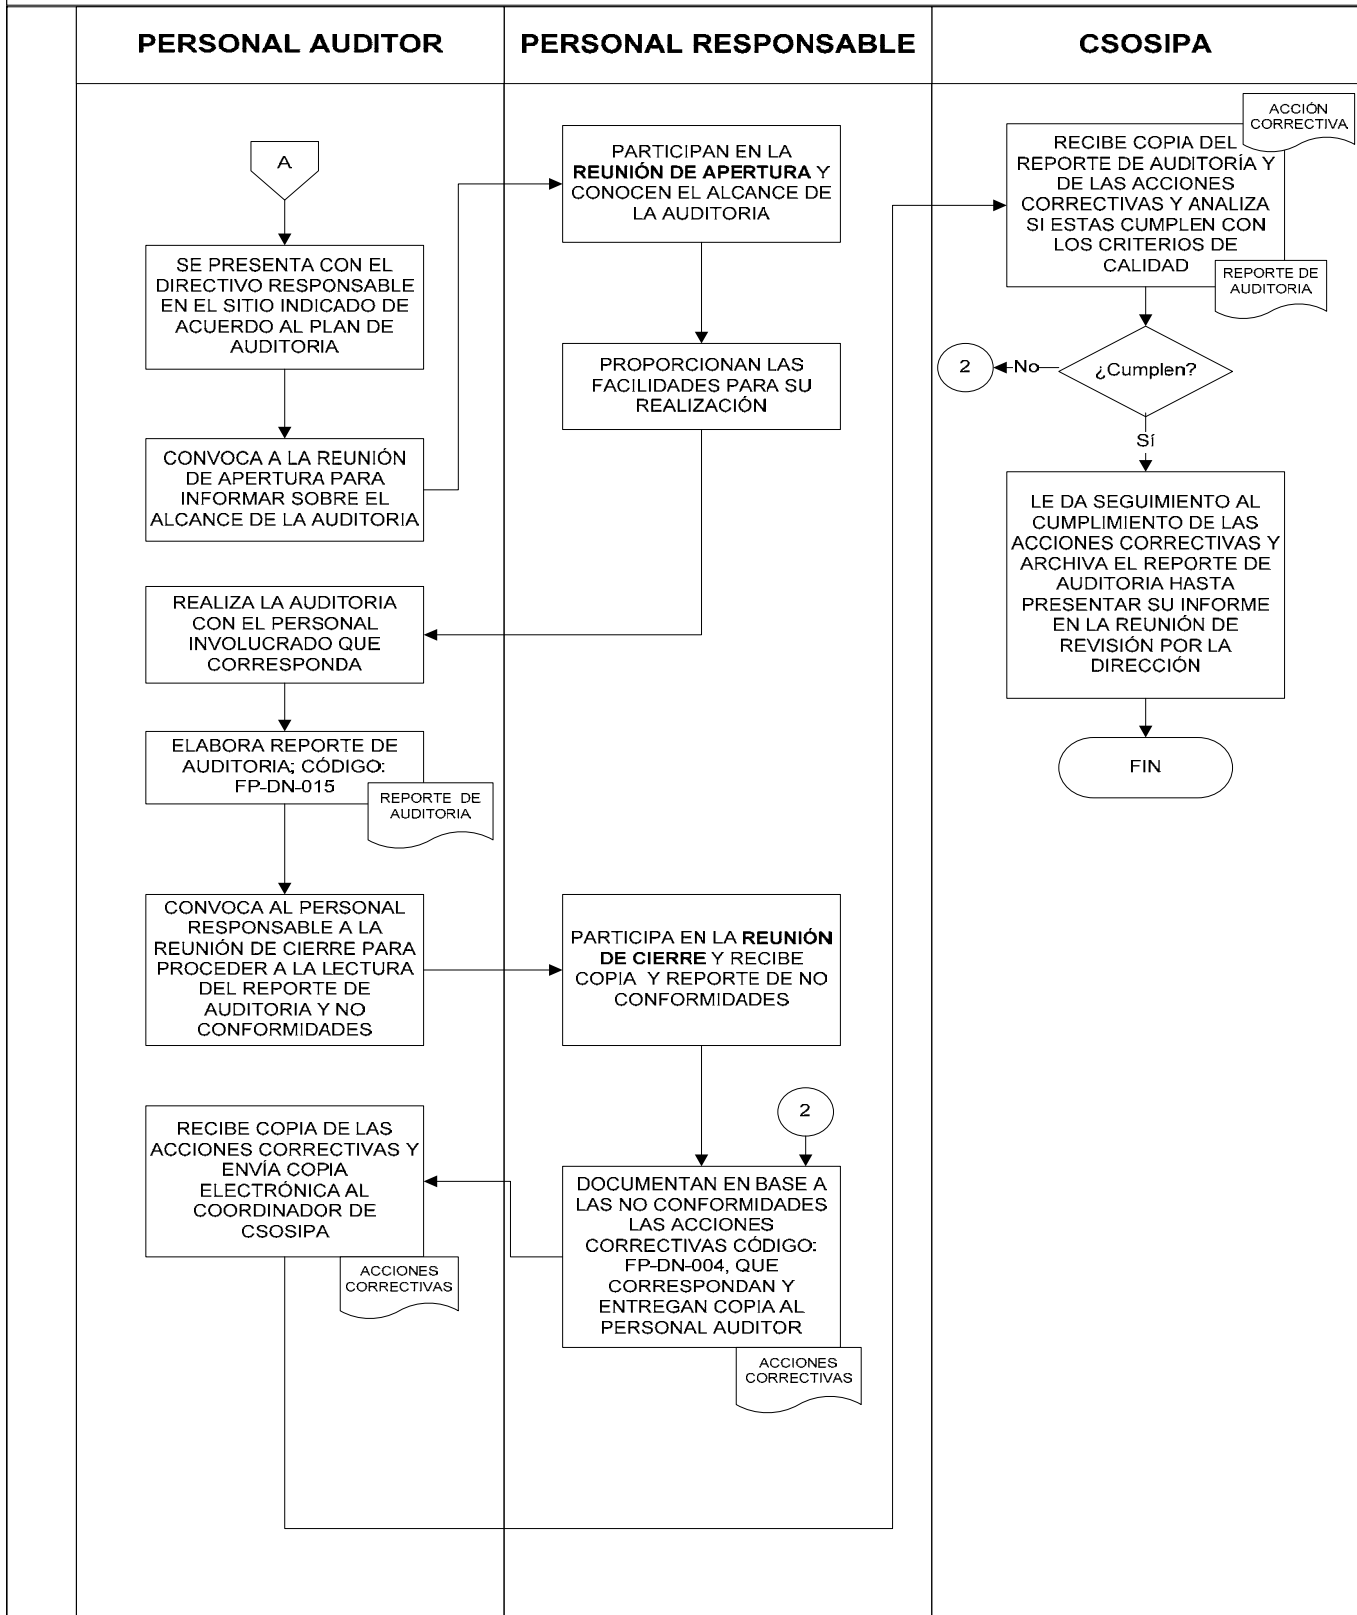 PERSONAL AUDITOR
PERSONAL RESPONSABLE
CSOSIPA
A
SE PRESENTA CON EL
DIRECTIVO RESPONSABLE
EN EL SITIO INDICADO DE
ACUERDO AL PLAN DE
AUDITORIA
CONVOCA A LA REUNIÓN
DE APERTURA PARA
INFORMAR SOBRE EL
ALCANCE DE LA AUDITORIA
PARTICIPAN EN LA
REUNIÓN DE APERTURA Y
CONOCEN EL ALCANCE DE
LA AUDITORIA
PROPORCIONAN LAS
FACILIDADES PARA SU
REALIZACIÓN
REALIZA LA AUDITORIA
CON EL PERSONAL
INVOLUCRADO QUE
CORRESPONDA
ELABORA REPORTE DE
AUDITORIA; CÓDIGO:
FP-DN-015
REPORTE DE
AUDITORIA
CONVOCA AL PERSONAL
RESPONSABLE A LA
REUNIÓN DE CIERRE PARA
PROCEDER A LA LECTURA
DEL REPORTE DE
AUDITORIA Y NO
CONFORMIDADES
PARTICIPA EN LA REUNIÓN
DE CIERRE Y RECIBE
COPIA Y REPORTE DE NO
CONFORMIDADES
2
DOCUMENTAN EN BASE A
LAS NO CONFORMIDADES
LAS ACCIONES
CORRECTIVAS CÓDIGO:
FP-DN-004, QUE
CORRESPONDAN Y
ENTREGAN COPIA AL
PERSONAL AUDITOR
ACCIONES
CORRECTIVAS
RECIBE COPIA DE LAS
ACCIONES CORRECTIVAS Y
ENVÍA COPIA
ELECTRÓNICA AL
COORDINADOR DE
CSOSIPA
ACCIONES
CORRECTIVAS
ACCIÓN
CORRECTIVA
RECIBE COPIA DEL
REPORTE DE AUDITORÍA Y
DE LAS ACCIONES
CORRECTIVAS Y ANALIZA
SI ESTAS CUMPLEN CON
LOS CRITERIOS DE
CALIDAD
REPORTE DE
AUDITORIA
2
No
¿Cumplen?
Sí
LE DA SEGUIMIENTO AL
CUMPLIMIENTO DE LAS
ACCIONES CORRECTIVAS Y
ARCHIVA EL REPORTE DE
AUDITORIA HASTA
PRESENTAR SU INFORME
EN LA REUNIÓN DE
REVISIÓN POR LA
DIRECCIÓN
FIN